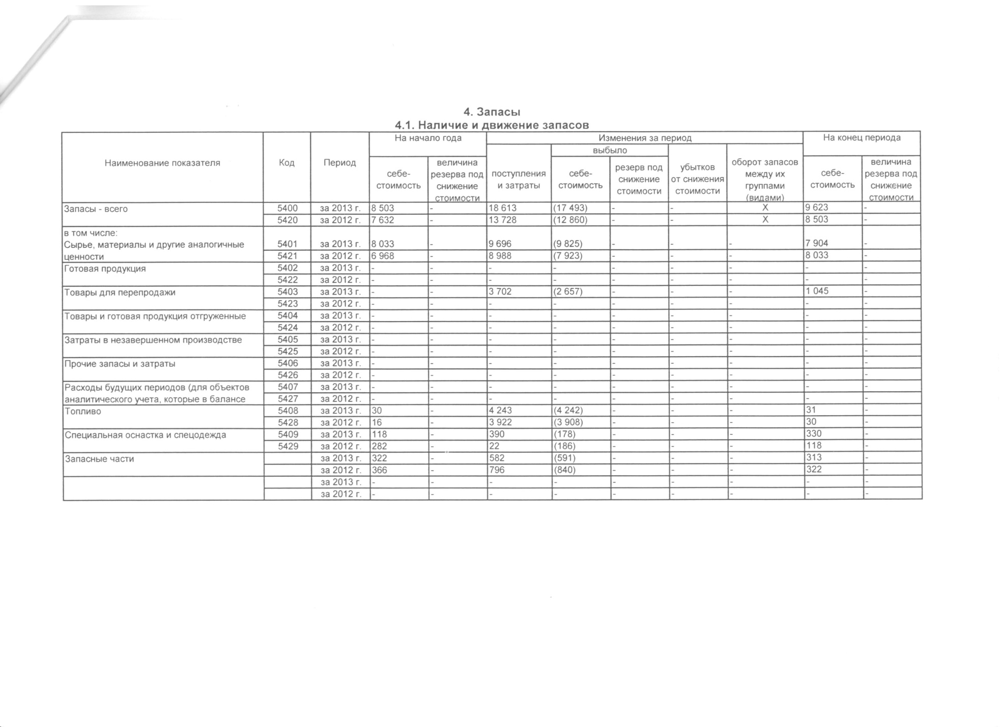 4. Запасы
4.1. Наличие и движение запасов
Наименование показателя Код Период На начало года Изменения за период На конец периода
выбыло
себе-
стоимость
величина
резерва под
снижение
стоимости
поступления
и затраты
себе-
стоимость
резерв под
снижение
стоимости
убытков
от снижения
стоимости
оборот запасов
между их
группами
(видами)
себе-
стоимость
величина
резерва под
снижение
стоимости
Запасы - всего 5400 за 2013 г. 8 503 - 18 613 (17 493) - - X 9 623 -
5420 за 2012 г. 7 632 - 13 728 (12 860) - - X 8 503 -
в том числе:
Сырье, материалы и другие аналогичные 5401 за 2013 г. 8 033 - 9 696 (9 825) - - - 7 904 -
ценности 5421 за 2012 г. 6 968 - 8 988 (7 923) - - - 8 033 -
Готовая продукция 5402 за 2013 г. - - - - - - - - -
5422 за 2012 г. - - - - - - - - -
Товары для перепродажи 5403 за 2013 г. - - 3 702 (2 657) - - - 1 045 -
5423 за 2012 г. - - - - - - - - -
Товары и готовая продукция отгруженные 5404 за 2013 г. - - - - - - - - -
5424 за 2012 г. - - - - - - - - -
Затраты в незавершенном производстве 5405 за 2013 г. - - - - - - - - -
5425 за 2012 г. - - - - - - - - -
Прочие запасы и затраты 5406 за 2013 г. - - - - - - - - -
5426 за 2012 г. - - - - - - - - -
Расходы будущих периодов (для объектов 5407 за 2013 г. - - - - - - - - -
аналитического учета, которые в балансе 5427 за 2012 г. - - - - - - - - -
Топливо 5408 за 2013 г. 30 - 4 243 (4 242) - - - 31 -
5428 за 2012 г. 16 - 3 922 (3 908) - - - 30 -
Специальная оснастка и спецодежда 5409 за 2013 г. 118 - 390 (178) - - - 330 -
5429 за 2012 г. 282 - 22 (186) - - - 118 -
Запасные части за 2013 г. 322 - 582 (591) - - - 313 -
за 2012 г. 366 - 796 (840) - - - 322 -
за 2013 г. - - - - - - - - -
за 2012 г. - - - - - - - - -